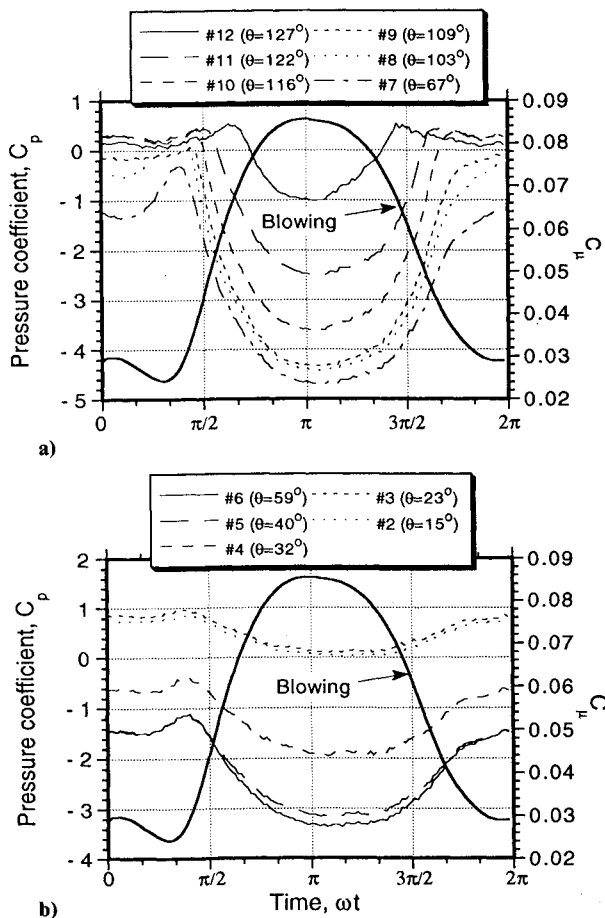 #12 (θ=127°) #9 (θ=109°)
#11 (θ=122°) #8 (θ=103°)
#10 (θ=116°) #7 (θ=67°)
Pressure coefficient, Cp
1
0
- 1
- 2
- 3
- 4
- 5
Blowing
0.09
0.08
0.07
0.06
0.05
0.04
0.03
0.02
Cμ
0 π/2 π 3π/2 2π
a)
#6 (θ=59°) #3 (θ=23°)
#5 (θ=40°) #2 (θ=15°)
#4 (θ=32°)
Pressure coefficient, Cp
2
1
0
- 1
- 2
- 3
- 4
Blowing
0.09
0.08
0.07
0.06
0.05
0.04
0.03
0.02
Cμ
0 π/2 π 3π/2 2π
Time, ωt
b)